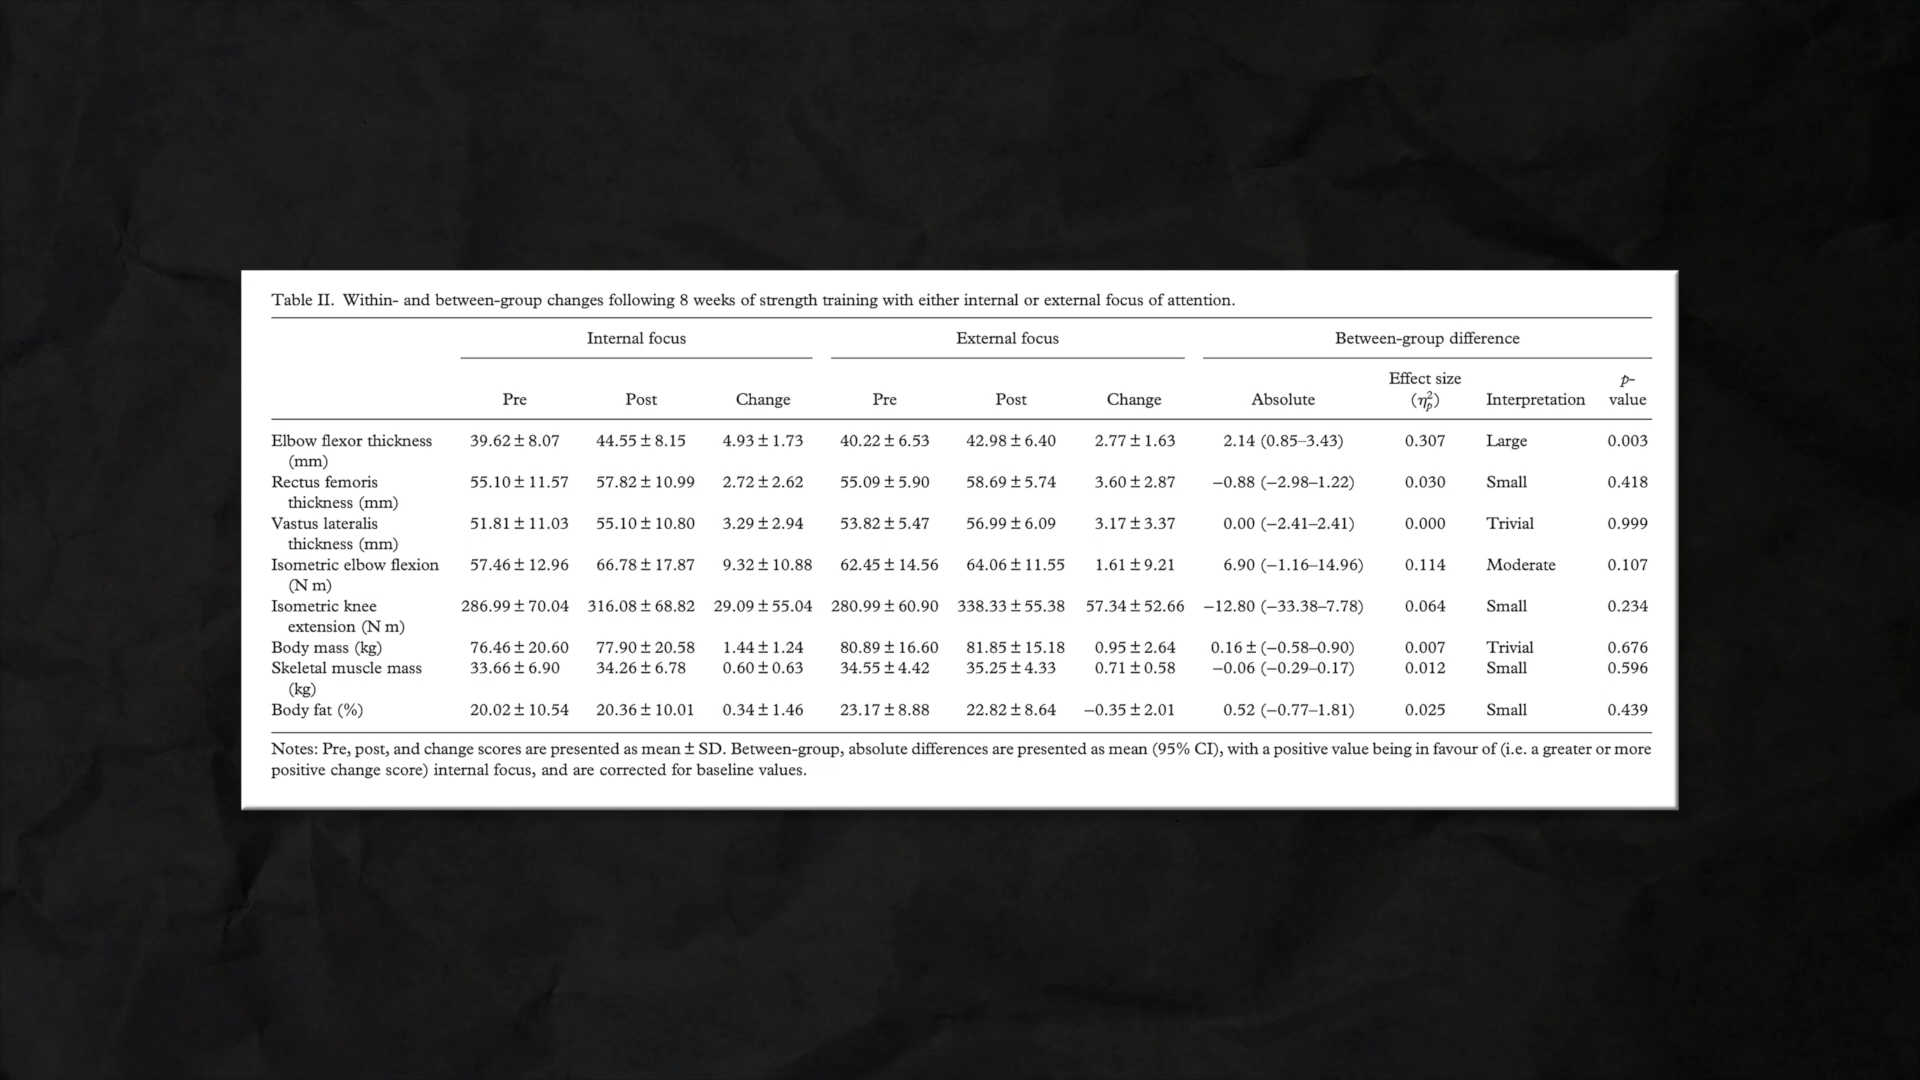 Table II. Within- and between-group changes following 8 weeks of strength training with either internal or external focus of attention.
Internal focus External focus Between-group difference
Pre Post Change Pre Post Change Absolute Effect size (η²p) Interpretation p-value
Elbow flexor thickness (mm) 39.62 ± 8.07 44.55 ± 8.15 4.93 ± 1.73 40.22 ± 6.53 42.98 ± 6.40 2.77 ± 1.63 2.14 (0.85–3.43) 0.307 Large 0.003
Rectus femoris thickness (mm) 55.10 ± 11.57 57.82 ± 10.99 2.72 ± 2.62 55.09 ± 5.90 58.69 ± 5.74 3.60 ± 2.87 −0.88 (−2.98–1.22) 0.030 Small 0.418
Vastus lateralis thickness (mm) 51.81 ± 11.03 55.10 ± 10.80 3.29 ± 2.94 53.82 ± 5.47 56.99 ± 6.09 3.17 ± 3.37 0.00 (−2.41–2.41) 0.000 Trivial 0.999
Isometric elbow flexion (N m) 57.46 ± 12.96 66.78 ± 17.87 9.32 ± 10.88 62.45 ± 14.56 64.06 ± 11.55 1.61 ± 9.21 6.90 (−1.16–14.96) 0.114 Moderate 0.107
Isometric knee extension (N m) 286.99 ± 70.04 316.08 ± 68.82 29.09 ± 55.04 280.99 ± 60.90 338.33 ± 55.38 57.34 ± 52.66 −12.80 (−33.38–7.78) 0.064 Small 0.234
Body mass (kg) 76.46 ± 20.60 77.90 ± 20.58 1.44 ± 1.24 80.89 ± 16.60 81.85 ± 15.18 0.95 ± 2.64 0.16 ± (−0.58–0.90) 0.007 Trivial 0.676
Skeletal muscle mass (kg) 33.66 ± 6.90 34.26 ± 6.78 0.60 ± 0.63 34.55 ± 4.42 35.25 ± 4.33 0.71 ± 0.58 −0.06 (−0.29–0.17) 0.012 Small 0.596
Body fat (%) 20.02 ± 10.54 20.36 ± 10.01 0.34 ± 1.46 23.17 ± 8.88 22.82 ± 8.64 −0.35 ± 2.01 0.52 (−0.77–1.81) 0.025 Small 0.439
Notes: Pre, post, and change scores are presented as mean ± SD. Between-group, absolute differences are presented as mean (95% CI), with a positive value being in favour of (i.e. a greater or more
positive change score) internal focus, and are corrected for baseline values.